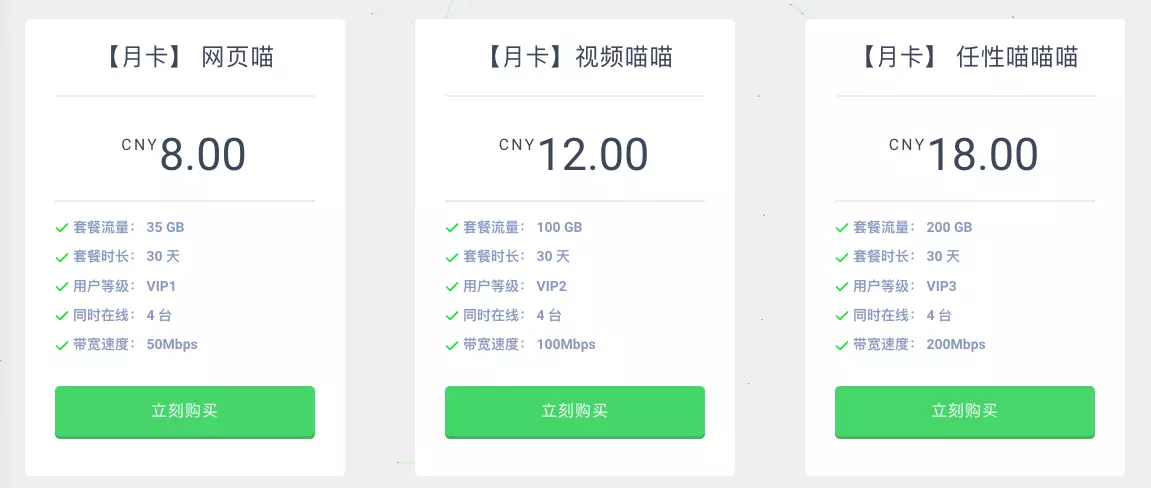 【月卡】 网页喵
CNY8.00
套餐流量： 35 GB
套餐时长： 30 天
用户等级： VIP1
同时在线： 4 台
带宽速度： 50Mbps
立刻购买
【月卡】视频喵喵
CNY12.00
套餐流量： 100 GB
套餐时长： 30 天
用户等级： VIP2
同时在线： 4 台
带宽速度： 100Mbps
立刻购买
【月卡】 任性喵喵喵
CNY18.00
套餐流量： 200 GB
套餐时长： 30 天
用户等级： VIP3
同时在线： 4 台
带宽速度： 200Mbps
立刻购买